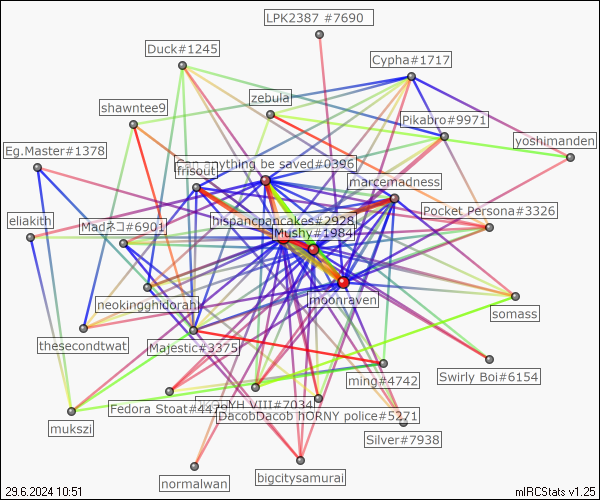 LPK2387 #7690
Duck#1245
Cypha#1717
zebula
shawntee9
Pikabro#9971
yoshimanden
Eg.Master#1378
Can anything be saved#0396
frisout
marcemadness
Pocket Persona#3326
eliakith
hispancpancakes#2928
Madネコ#6901
Mushy#1984
moonraven
neokingghidorah
somass
thesecondtwat
Majestic#3375
ming#4742
Swirly Boi#6154
Fedora Stoat#4475
YH VIII#7034
DacobDacob hORNY police#5271
mukszi
Silver#7938
normalwan
bigcitysamurai
29.6.2024 10:51
mIRCStats v1.25